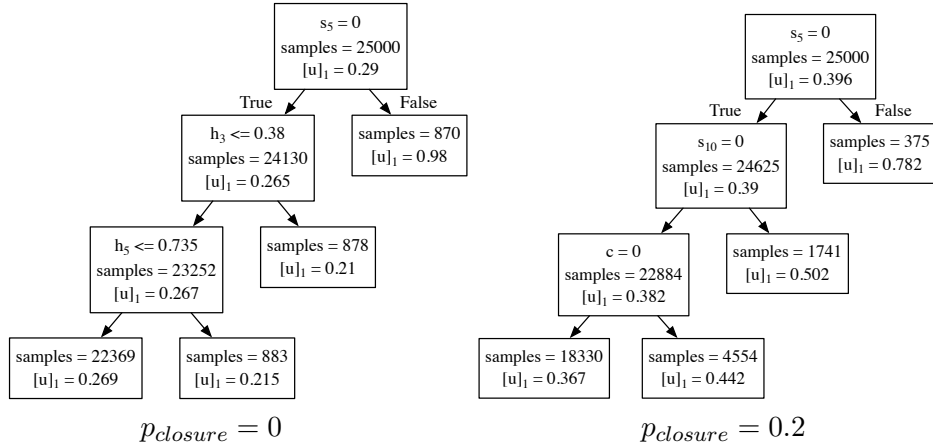 s₅ = 0
samples = 25000
[u]₁ = 0.29
True
False
h₃ <= 0.38
samples = 24130
[u]₁ = 0.265
samples = 870
[u]₁ = 0.98
h₅ <= 0.735
samples = 23252
[u]₁ = 0.267
samples = 878
[u]₁ = 0.21
samples = 22369
[u]₁ = 0.269
samples = 883
[u]₁ = 0.215
p_closure = 0
s₅ = 0
samples = 25000
[u]₁ = 0.396
True
False
s₁₀ = 0
samples = 24625
[u]₁ = 0.39
samples = 375
[u]₁ = 0.782
c = 0
samples = 22884
[u]₁ = 0.382
samples = 1741
[u]₁ = 0.502
samples = 18330
[u]₁ = 0.367
samples = 4554
[u]₁ = 0.442
p_closure = 0.2